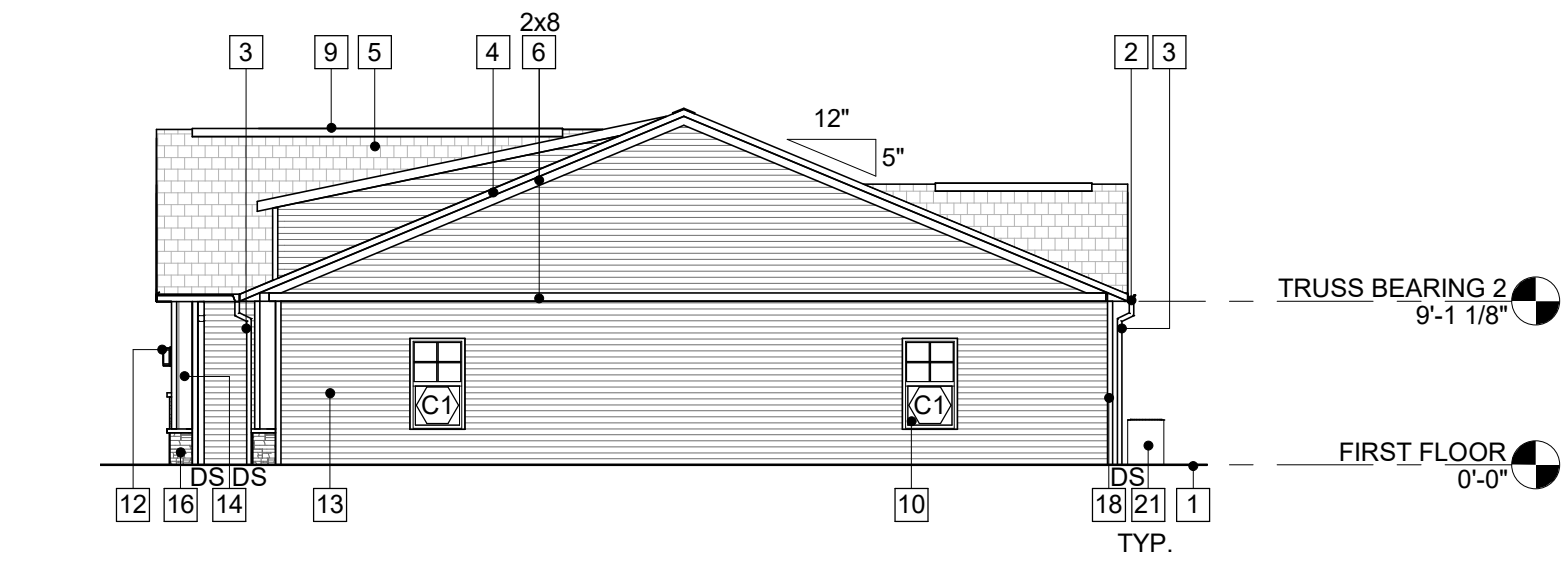 2x8
3 9 5 4 6 2 3
12"
5"
TRUSS BEARING 2
9'-1 1/8"
C1 C1
FIRST FLOOR
0'-0"
DS DS DS
12 16 14 13 10 18 21 1
TYP.